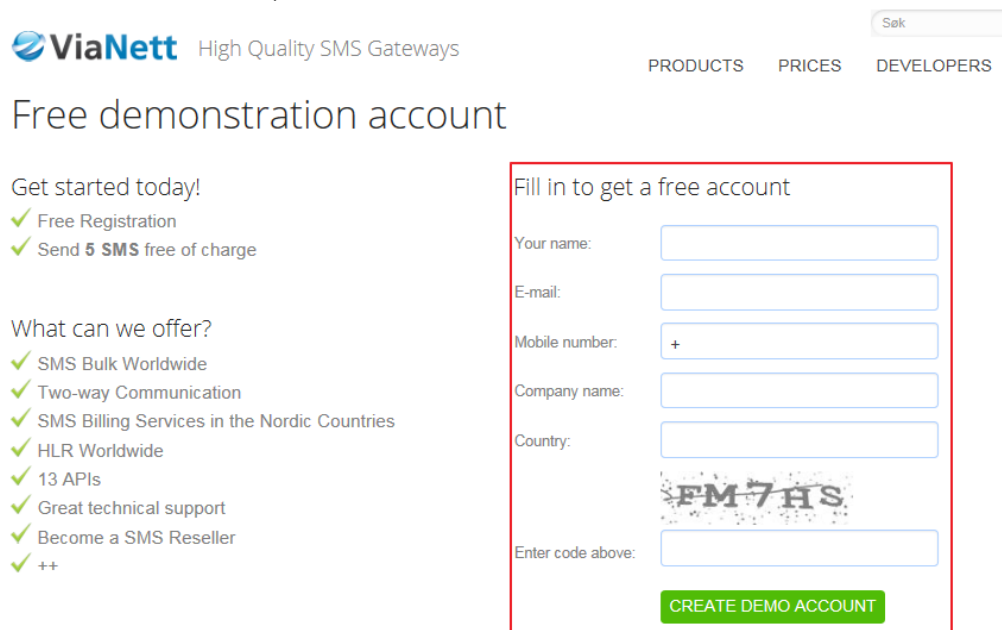 ViaNett High Quality SMS Gateways
Søk
PRODUCTS PRICES DEVELOPERS
Free demonstration account
Get started today!
Free Registration
Send 5 SMS free of charge
What can we offer?
SMS Bulk Worldwide
Two-way Communication
SMS Billing Services in the Nordic Countries
HLR Worldwide
13 APIs
Great technical support
Become a SMS Reseller
++
Fill in to get a free account
Your name:
E-mail:
Mobile number: +
Company name:
Country:
FM7HS
Enter code above:
CREATE DEMO ACCOUNT